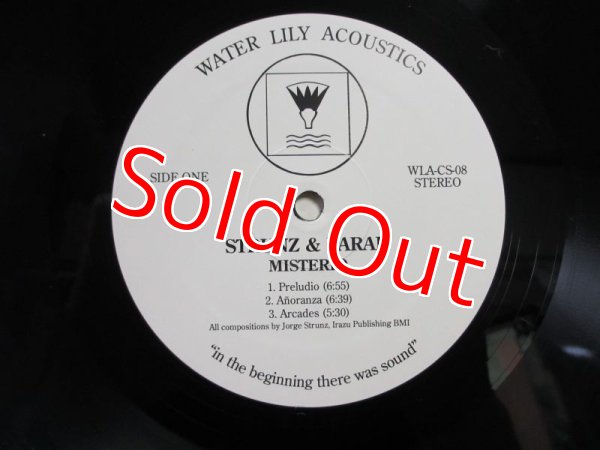 WATER LILY ACOUSTICS
SIDE ONE
WLA-CS-08
STEREO
Sold Out
&
1. Preludio (6:55)
2. Añoranza (6:39)
3. Arcades (5:30)
All compositions by Jorge Strunz, Irazu Publishing BMI
"in the beginning there was sound"